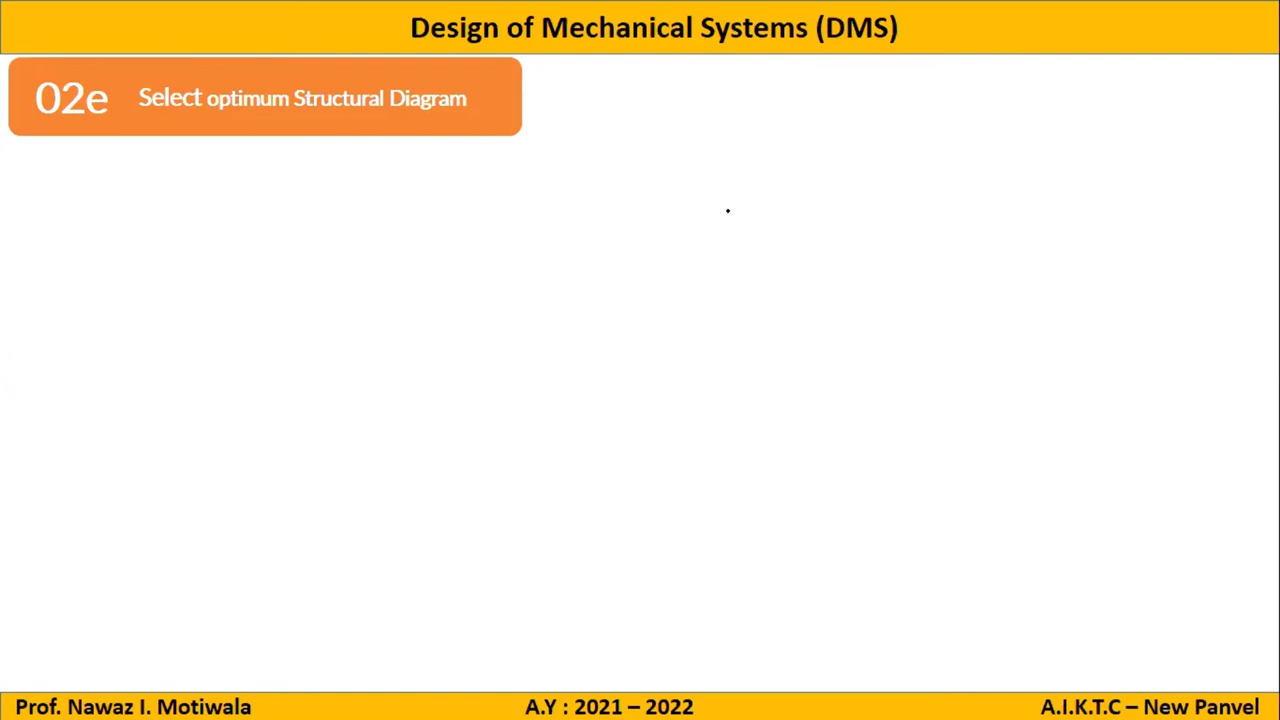 Design of Mechanical Systems (DMS)
02e Select optimum Structural Diagram
Prof. Nawaz I. Motiwala A.Y : 2021 – 2022 A.I.K.T.C – New Panvel